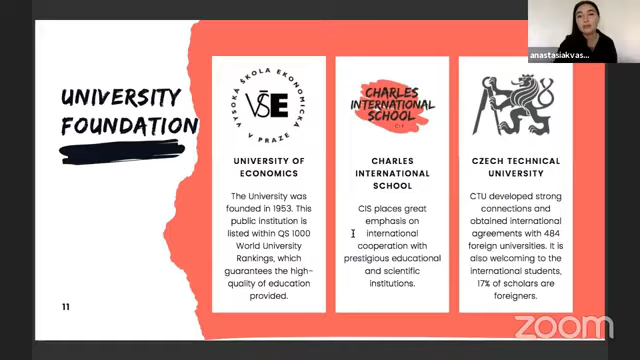 anastasiakvas...
UNIVERSITY
FOUNDATION
VYSOKÁ ŠKOLA EKONOMICKÁ V PRAZE
VŠE
UNIVERSITY OF
ECONOMICS
The University was
founded in 1953. This
public institution is
listed within QS 1000
World University
Rankings, which
guarantees the high-
quality of education
provided.
CHARLES
INTERNATIONAL
SCHOOL
CHARLES
INTERNATIONAL
SCHOOL
CIS places great
emphasis on
international
cooperation with
prestigious educational
and scientific
institutions.
CZECH TECHNICAL
UNIVERSITY
CTU developed strong
connections and
obtained international
agreements with 484
foreign universities. It is
also welcoming to the
international students,
17% of scholars are
foreigners.
11
zoom